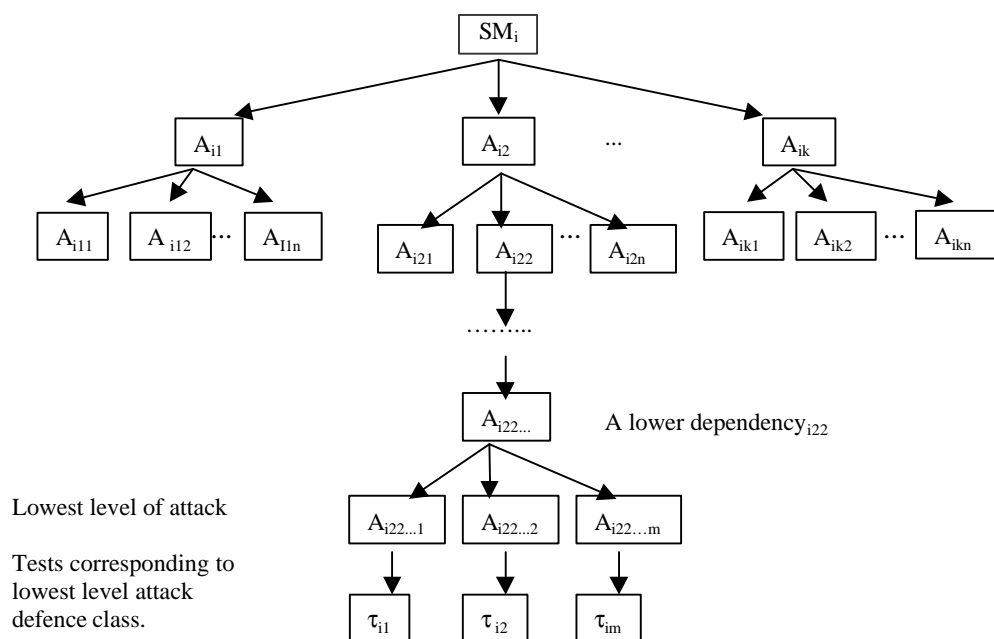 SMi
Ai1
Ai2
...
Aik
Ai11
A i12
...
AI1n
Ai21
Ai22
...
Ai2n
Aik1
Aik2
...
Aikn
………...
Ai22...
A lower dependencyi22
Lowest level of attack
Ai22...1
Ai22...2
Ai22…m
Tests corresponding to
lowest level attack
defence class.
τi1
τi2
τim